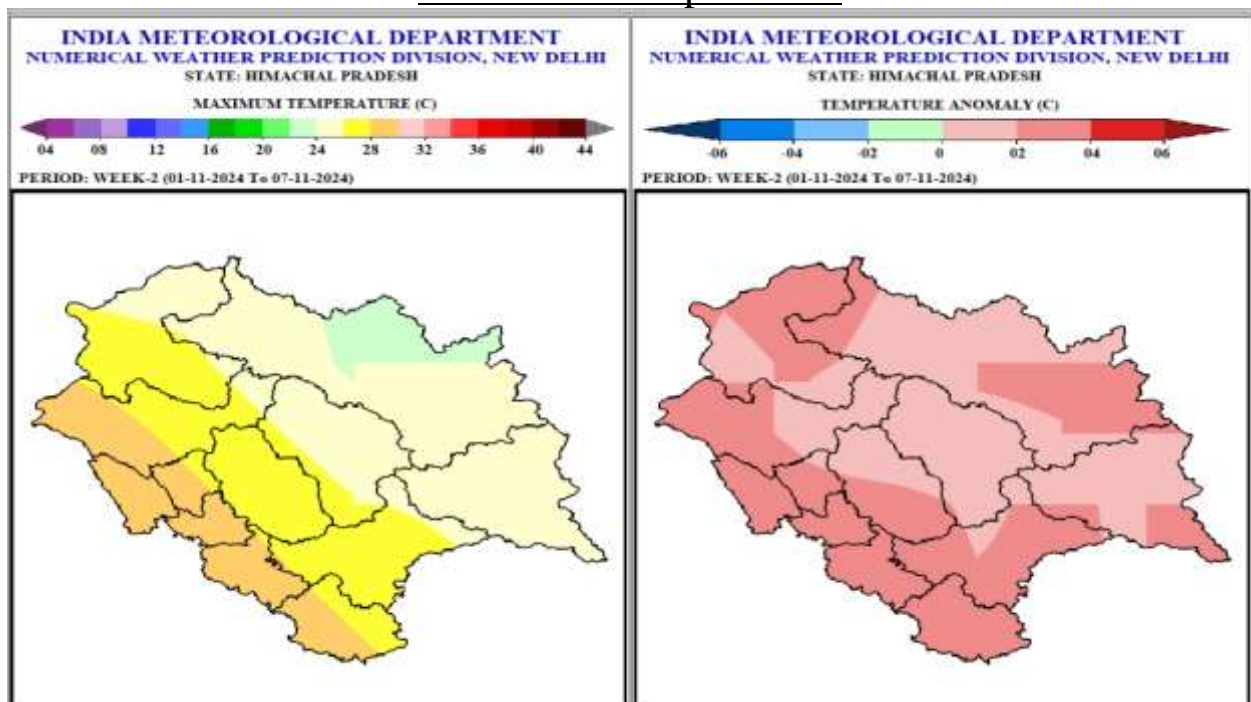 INDIA METEOROLOGICAL DEPARTMENT
NUMERICAL WEATHER PREDICTION DIVISION, NEW DELHI
STATE: HIMACHAL PRADESH
MAXIMUM TEMPERATURE (C)
04 08 12 16 20 24 28 32 36 40 44
PERIOD: WEEK-2 (01-11-2024 To 07-11-2024)
INDIA METEOROLOGICAL DEPARTMENT
NUMERICAL WEATHER PREDICTION DIVISION, NEW DELHI
STATE: HIMACHAL PRADESH
TEMPERATURE ANOMALY (C)
-06 -04 -02 0 02 04 06
PERIOD: WEEK-2 (01-11-2024 To 07-11-2024)